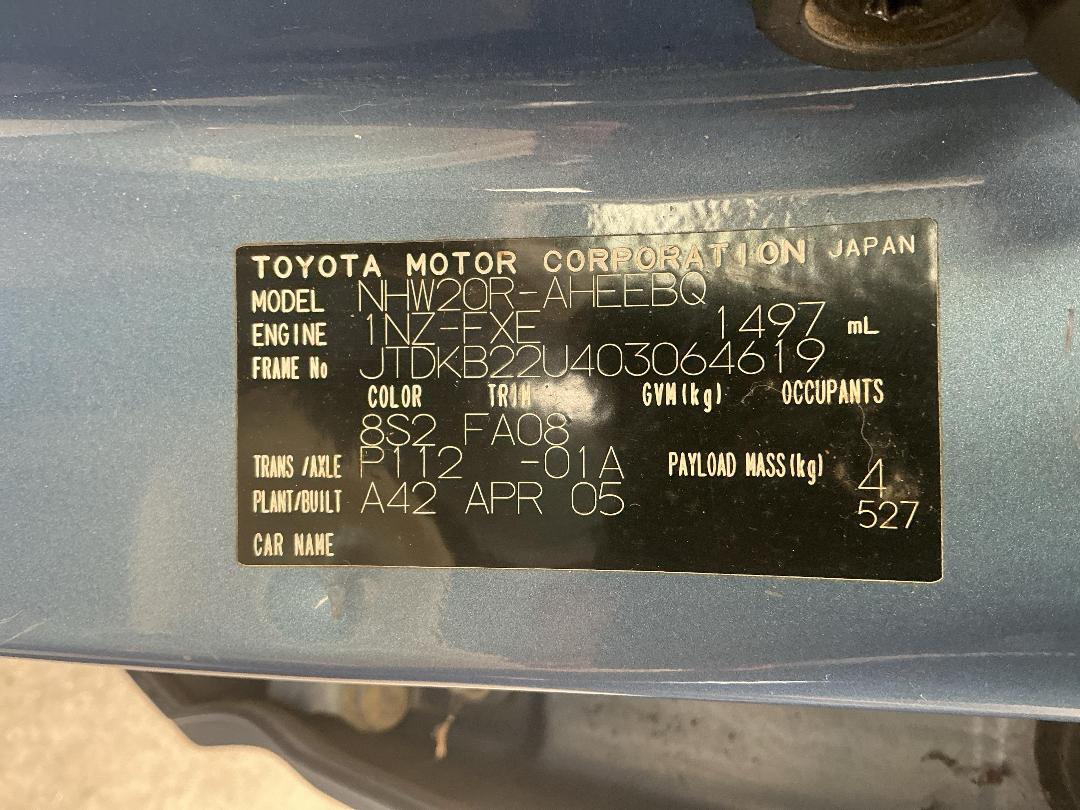 TOYOTA MOTOR CORPORATION JAPAN
MODEL NHW20R-AHEEBQ
ENGINE 1NZ-FXE 1497 mL
FRAME No JTDKB22U403064619
COLOR TRIM GVM(kg) OCCUPANTS
8S2 FA08
TRANS/AXLE P112 -01A PAYLOAD MASS(kg) 4
PLANT/BUILT A42 APR 05 527
CAR NAME